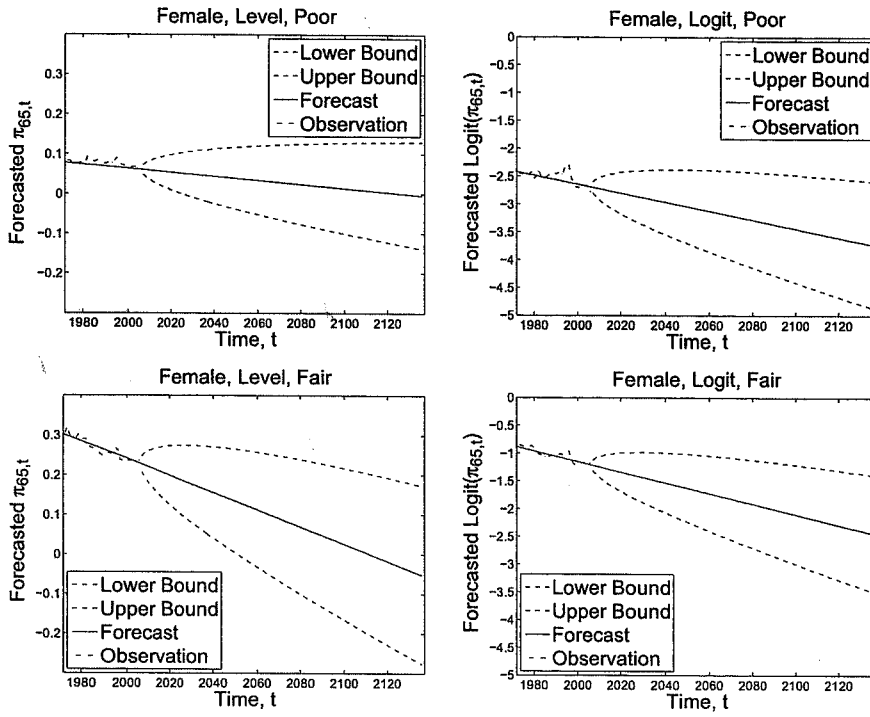 Female, Level, Poor
Forecasted π65,t
0.3
0.2
0.1
0
−0.1
−0.2
Lower Bound
Upper Bound
Forecast
Observation
1980 2000 2020 2040 2060 2080 2100 2120
Time, t
Female, Logit, Poor
Forecasted Logit(π65,t)
0
−0.5
−1
−1.5
−2
−2.5
−3
−3.5
−4
−4.5
−5
Lower Bound
Upper Bound
Forecast
Observation
1980 2000 2020 2040 2060 2080 2100 2120
Time, t
Female, Level, Fair
Forecasted π65,t
0.3
0.2
0.1
0
−0.1
−0.2
Lower Bound
Upper Bound
Forecast
Observation
1980 2000 2020 2040 2060 2080 2100 2120
Time, t
Female, Logit, Fair
Forecasted Logit(π65,t)
0
−0.5
−1
−1.5
−2
−2.5
−3
−3.5
−4
−4.5
−5
Lower Bound
Upper Bound
Forecast
Observation
1980 2000 2020 2040 2060 2080 2100 2120
Time, t